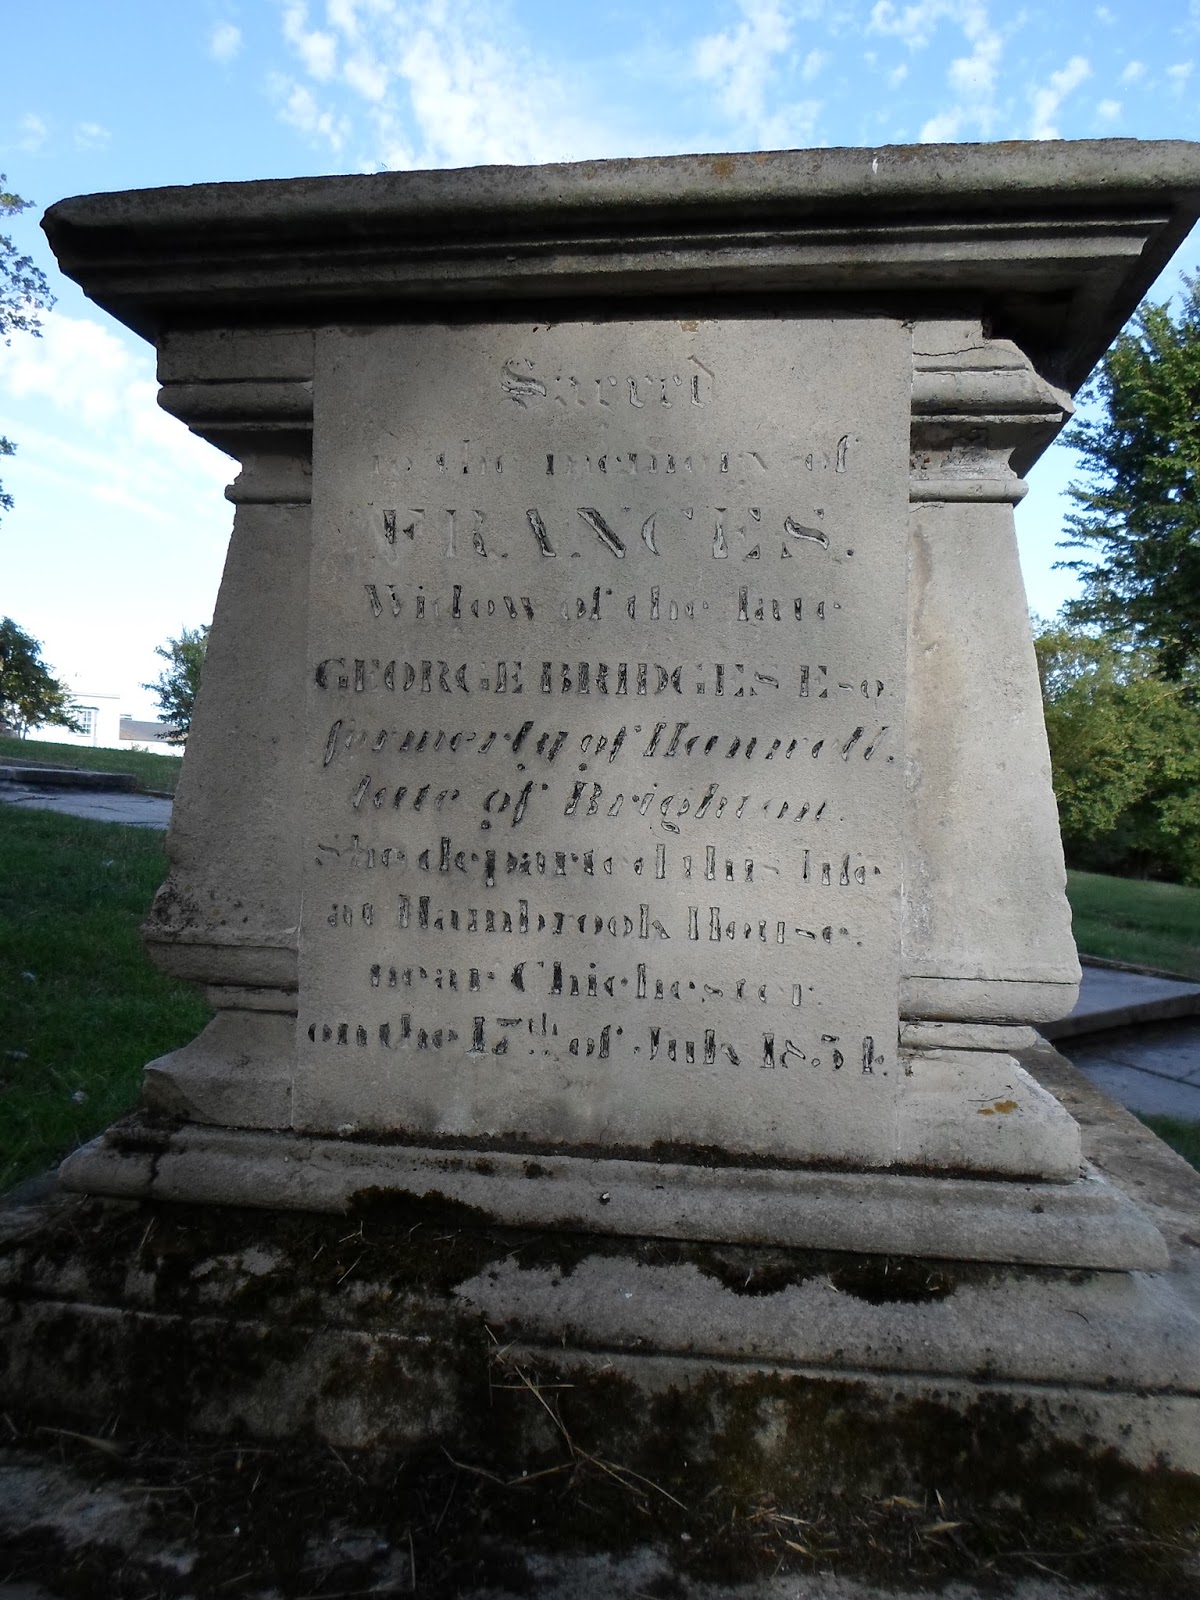 Sacred
to the memory of
FRANCES.
Widow of the late
GEORGE BRIDGES Esq.
formerly of Hanwell.
late of Brighton.
She departed this life
at Hambrook House.
near Chichester.
on the 17th of July 1854.